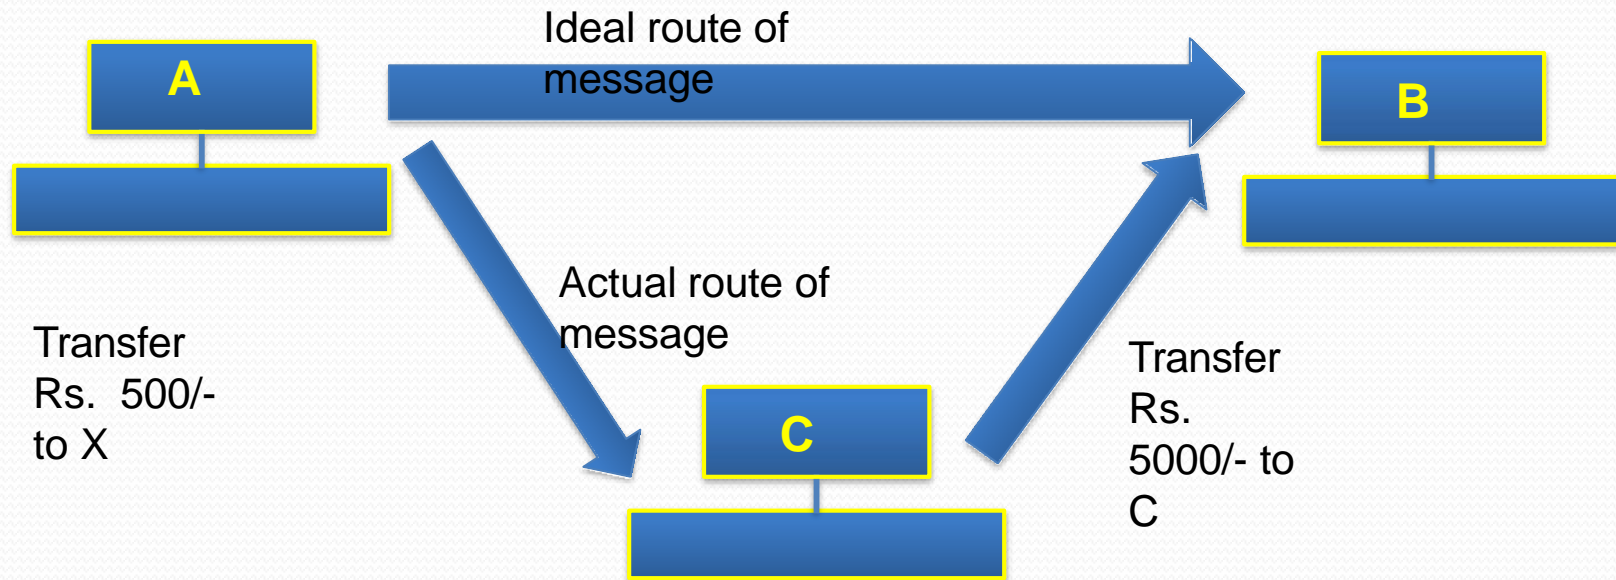 Ideal route of
message
A
B
Actual route of
message
Transfer
Rs. 500/-
to X
Transfer
Rs.
5000/- to
C
C